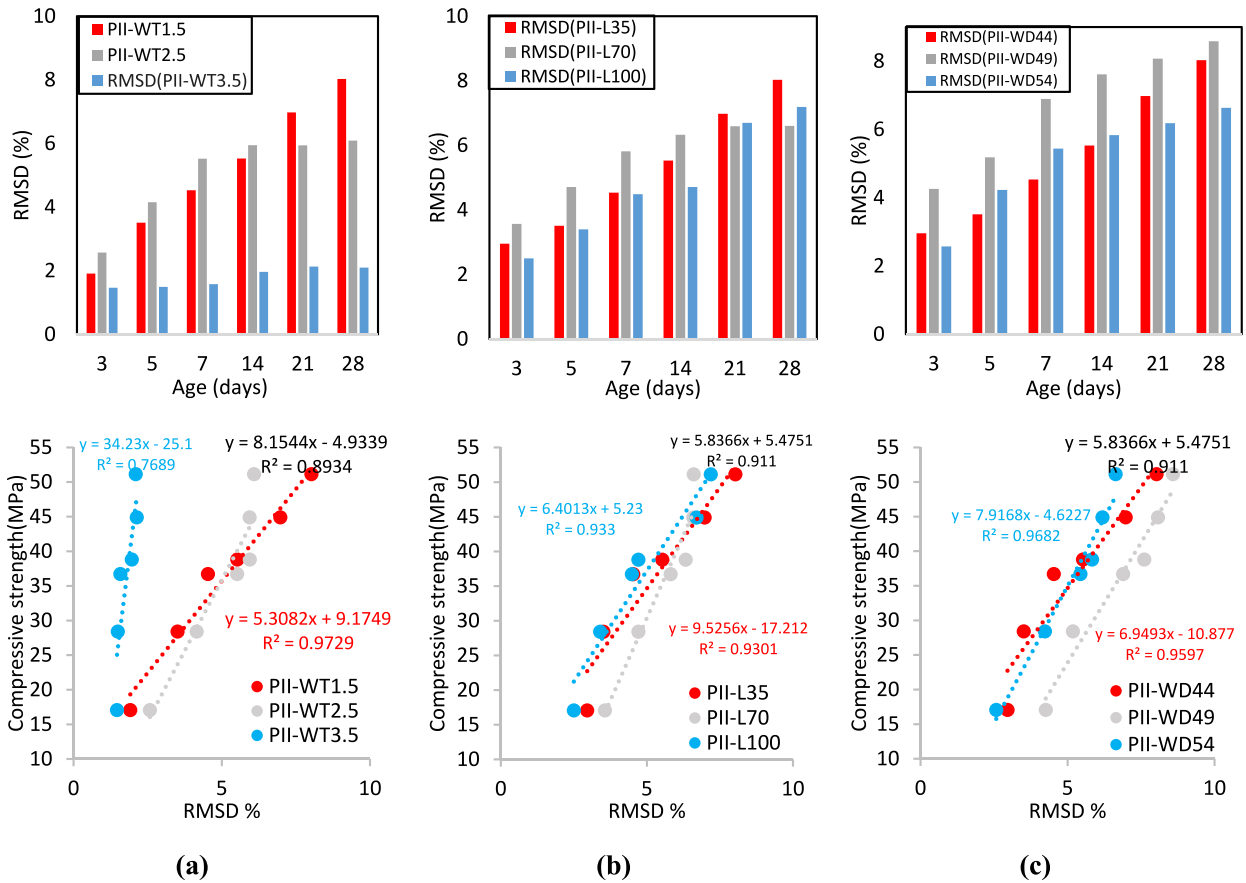 10
8
6
4
2
0
RMSD (%)
PII-WT1.5
PII-WT2.5
RMSD(PII-WT3.5)
3 5 7 14 21 28
Age (days)
10
8
6
4
2
0
RMSD (%)
RMSD(PII-L35)
RMSD(PII-L70)
RMSD(PII-L100)
3 5 7 14 21 28
Age (days)
8
6
4
2
0
RMSD (%)
RMSD(PII-WD44)
RMSD(PII-WD49)
RMSD(PII-WD54)
3 5 7 14 21 28
Age (days)
55
50
45
40
35
30
25
20
15
10
Compressive strength(MPa)
y = 34.23x - 25.1
R² = 0.7689
y = 8.1544x - 4.9339
R² = 0.8934
y = 5.3082x + 9.1749
R² = 0.9729
PII-WT1.5
PII-WT2.5
PII-WT3.5
0 5 10
RMSD %
(a)
55
50
45
40
35
30
25
20
15
10
Compressive strength(MPa)
y = 5.8366x + 5.4751
R² = 0.911
y = 6.4013x + 5.23
R² = 0.933
y = 9.5256x - 17.212
R² = 0.9301
PII-L35
PII-L70
PII-L100
0 5 10
RMSD %
(b)
55
50
45
40
35
30
25
20
15
10
Compressive strength(MPa)
y = 5.8366x + 5.4751
R² = 0.911
y = 7.9168x - 4.6227
R² = 0.9682
y = 6.9493x - 10.877
R² = 0.9597
PII-WD44
PII-WD49
PII-WD54
0 5 10
RMSD %
(c)